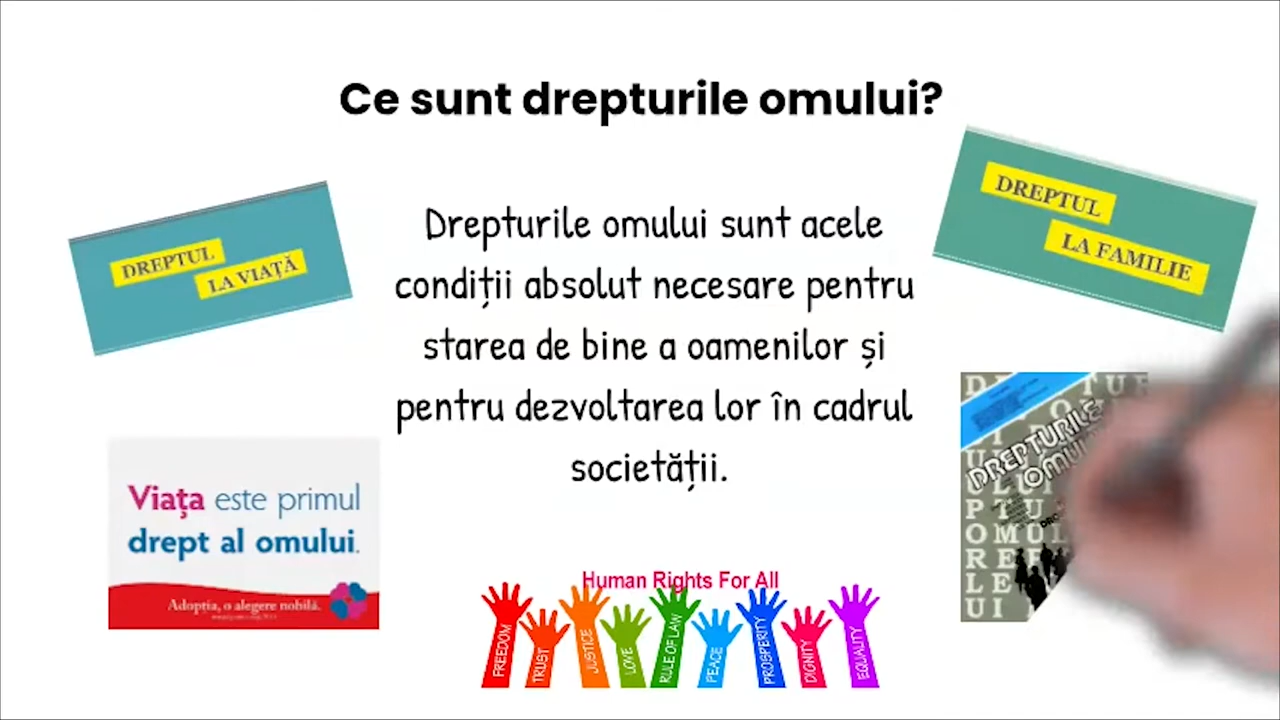 Ce sunt drepturile omului?
DREPTUL
LA VIAȚĂ
DREPTUL
LA FAMILIE
Drepturile omului sunt acele
condiții absolut necesare pentru
starea de bine a oamenilor și
pentru dezvoltarea lor în cadrul
societății.
Viața este primul
drept al omului.
Adopția, o alegere nobilă.
DREPTURILE
Human Rights For All
FREEDOM
TRUST
JUSTICE
LOVE
RULE OF LAW
PEACE
PROSPERITY
DIGNITY
EQUALITY